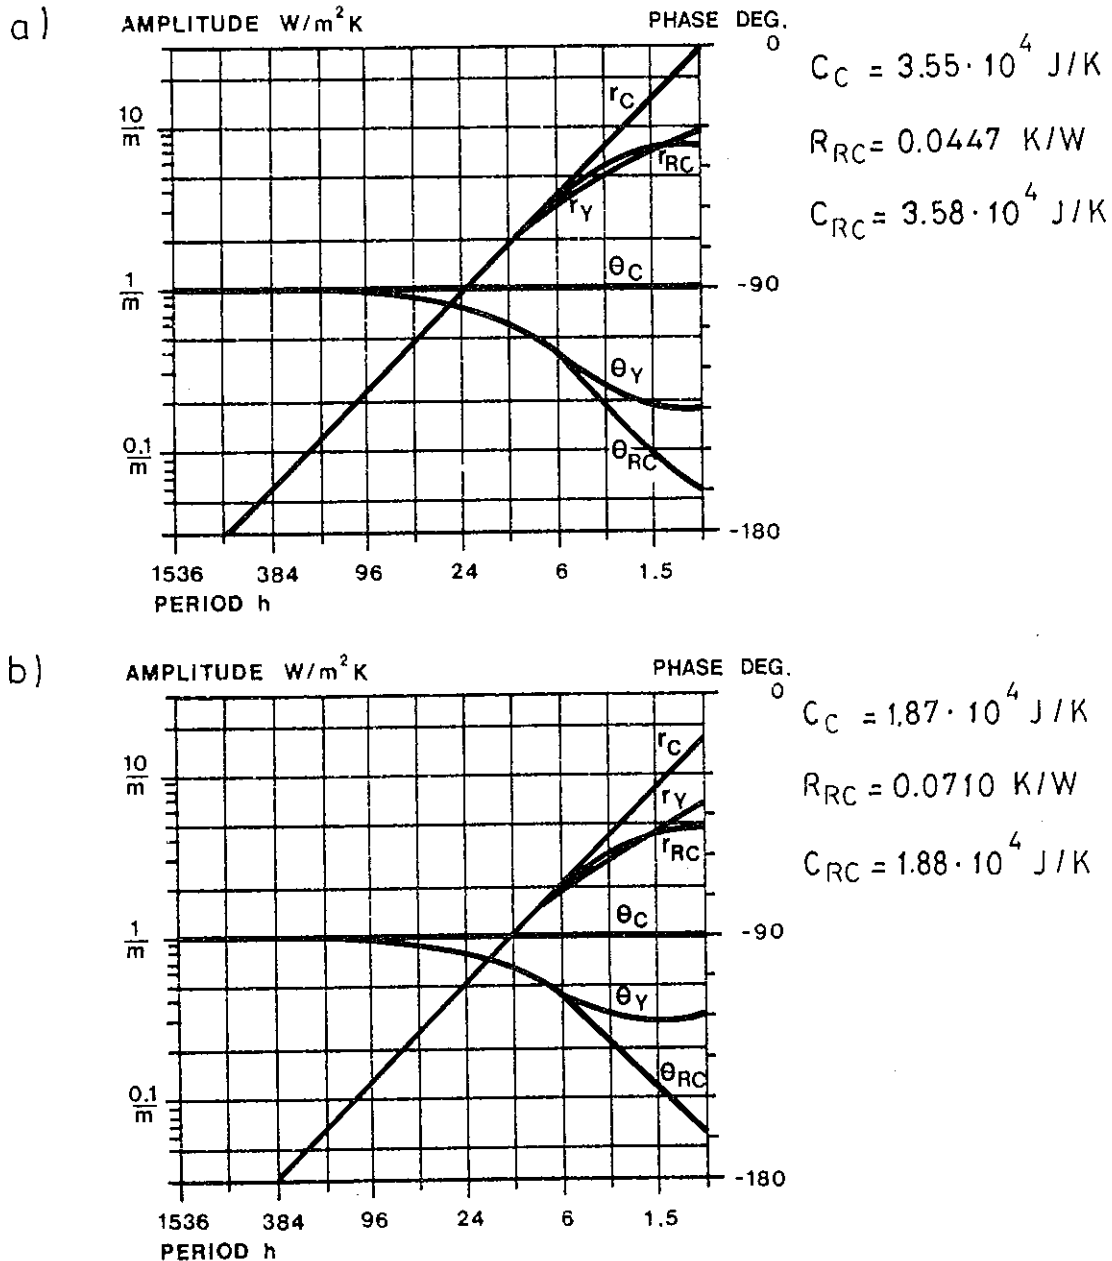 a)
AMPLITUDE W/m²K PHASE DEG.
0
C_C = 3.55·10⁴ J/K
r_C
10/m
R_RC = 0.0447 K/W
r_RC
r_Y
C_RC = 3.58·10⁴ J/K
θ_C
1/m
-90
θ_Y
0.1/m
θ_RC
-180
1536 384 96 24 6 1.5
PERIOD h
b)
AMPLITUDE W/m²K PHASE DEG.
0
C_C = 1.87·10⁴ J/K
r_C
10/m
R_RC = 0.0710 K/W
r_Y
r_RC
C_RC = 1.88·10⁴ J/K
θ_C
1/m
-90
θ_Y
θ_RC
0.1/m
-180
1536 384 96 24 6 1.5
PERIOD h